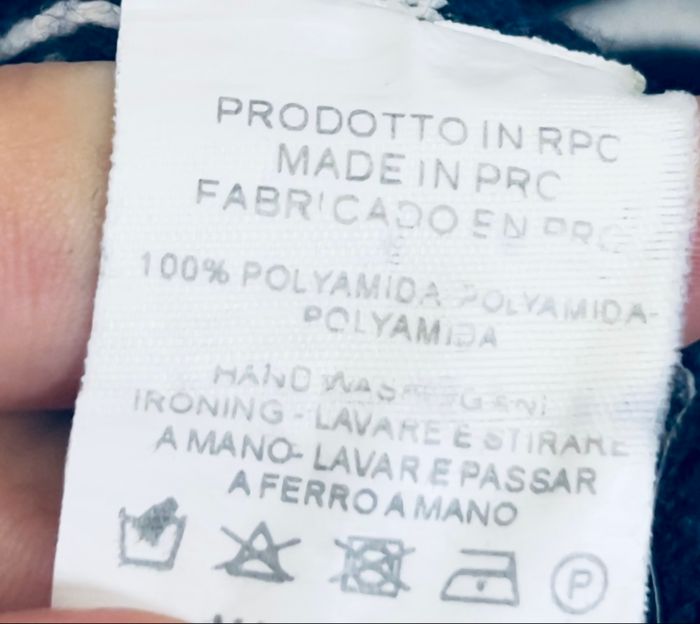 PRODOTTO IN RPC
MADE IN PRC
FABRICADO EN PRC
100% POLYAMIDA POLYAMIDA-
POLYAMIDA
HAND
IRONING - LAVARE E STIRARE
A MANO- LAVAR E PASSAR
A FERRO A MANO
P